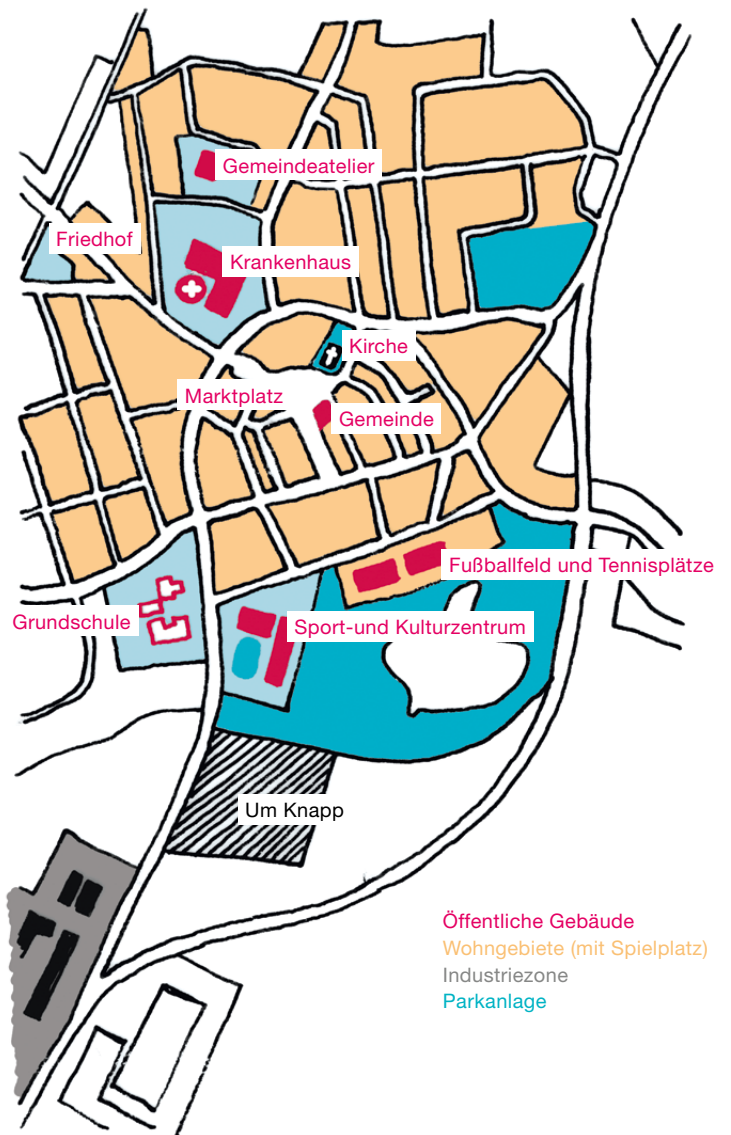 Gemeindeatelier
Friedhof
Krankenhaus
Kirche
Marktplatz
Gemeinde
Fußballfeld und Tennisplätze
Grundschule
Sport-und Kulturzentrum
Um Knapp
Öffentliche Gebäude
Wohngebiete (mit Spielplatz)
Industriezone
Parkanlage